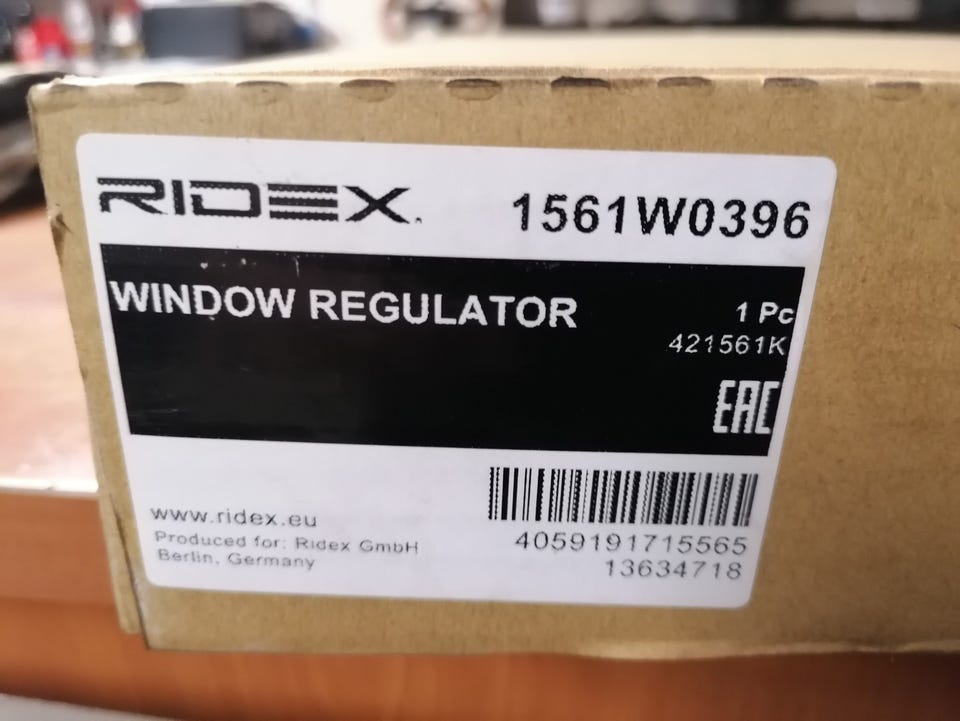 RIDEX.
1561W0396
WINDOW REGULATOR
1 Pc
421561K
EAC
www.ridex.eu
Produced for: Ridex GmbH
Berlin, Germany
4059191715565
13634718